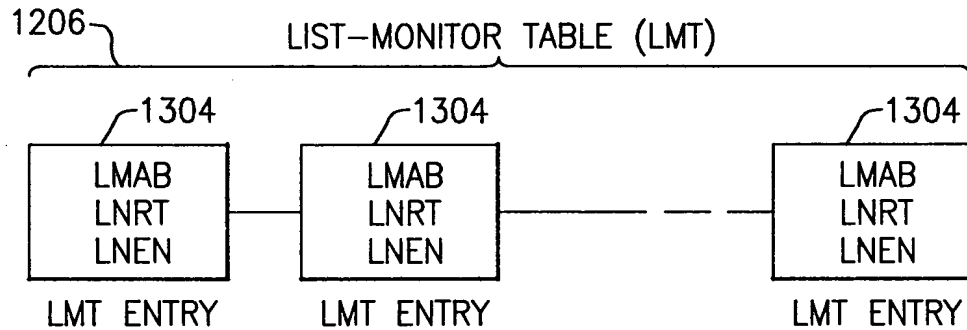 1206
LIST-MONITOR TABLE (LMT)
1304
1304
1304
LMAB
LNRT
LNEN
LMAB
LNRT
LNEN
LMAB
LNRT
LNEN
LMT ENTRY
LMT ENTRY
LMT ENTRY